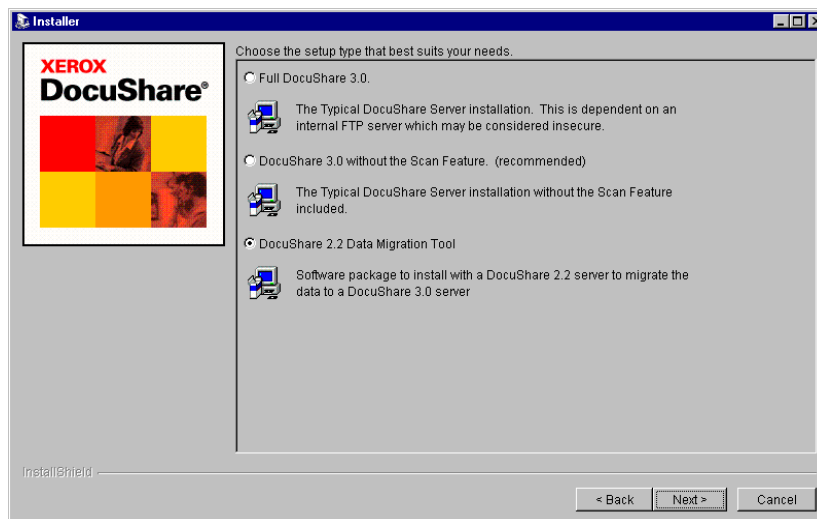 Installer
XEROX
DocuShare®
Choose the setup type that best suits your needs.
Full DocuShare 3.0.
The Typical DocuShare Server installation. This is dependent on an
internal FTP server which may be considered insecure.
DocuShare 3.0 without the Scan Feature. (recommended)
The Typical DocuShare Server installation without the Scan Feature
included.
DocuShare 2.2 Data Migration Tool
Software package to install with a DocuShare 2.2 server to migrate the
data to a DocuShare 3.0 server
InstallShield
< Back
Next >
Cancel